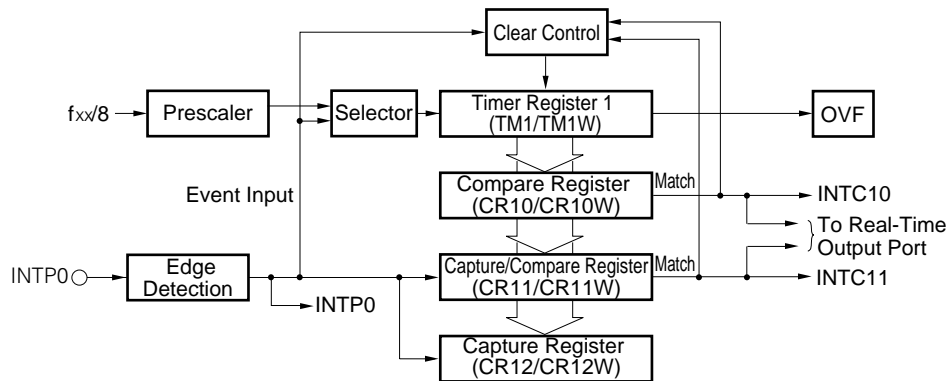 Clear Control
fxx/8
Prescaler
Selector
Timer Register 1
(TM1/TM1W)
OVF
Event Input
Compare Register
(CR10/CR10W)
Match
INTC10
To Real-Time
Output Port
INTP0
Edge
Detection
Capture/Compare Register
(CR11/CR11W)
Match
INTC11
INTP0
Capture Register
(CR12/CR12W)